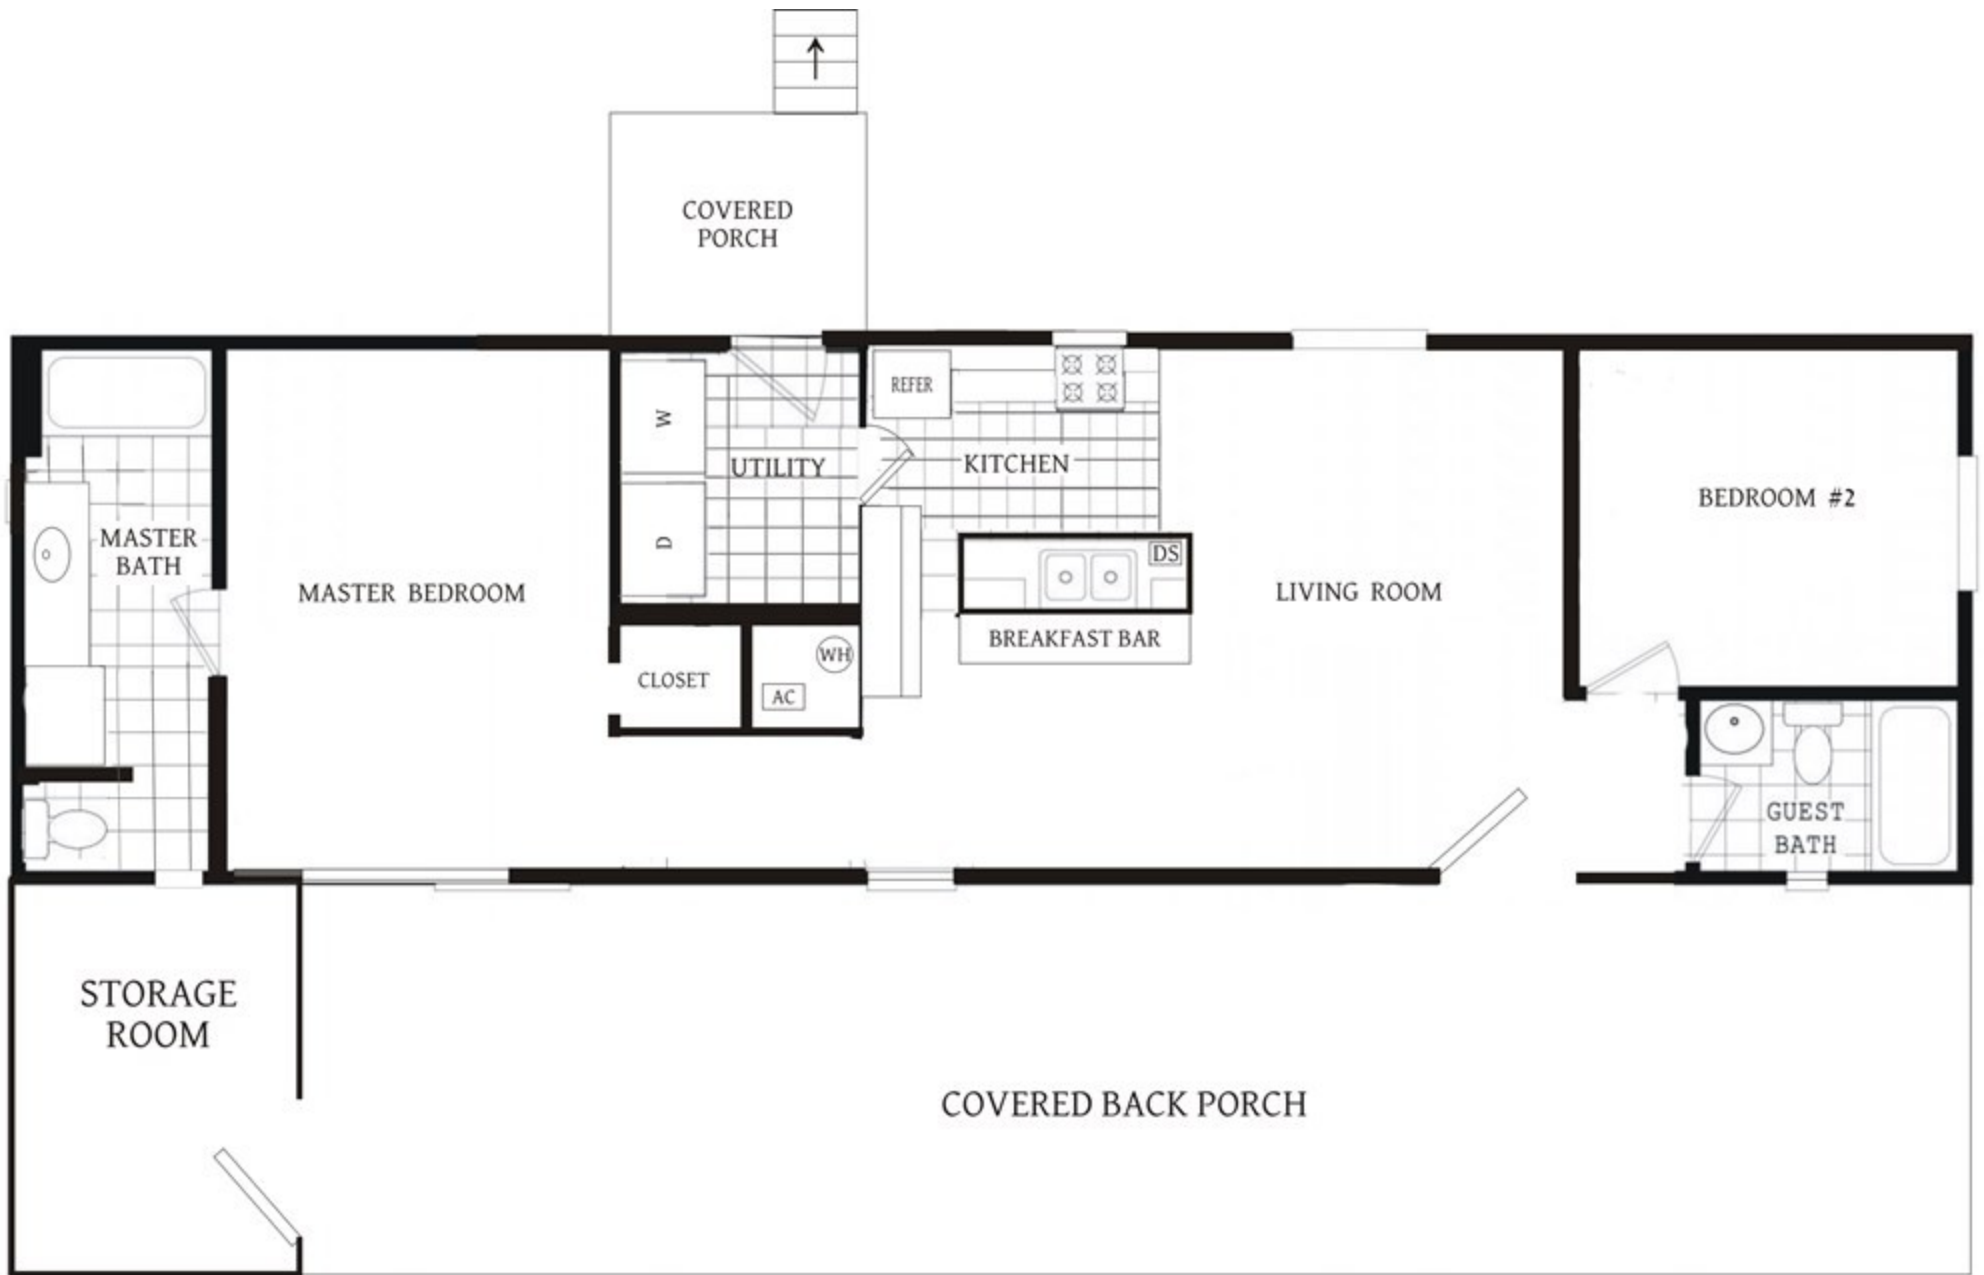 COVERED
PORCH
REFER
W
UTILITY
KITCHEN
D
MASTER
BATH
MASTER BEDROOM
DS
LIVING ROOM
BEDROOM #2
BREAKFAST BAR
CLOSET
WH
AC
GUEST
BATH
STORAGE
ROOM
COVERED BACK PORCH